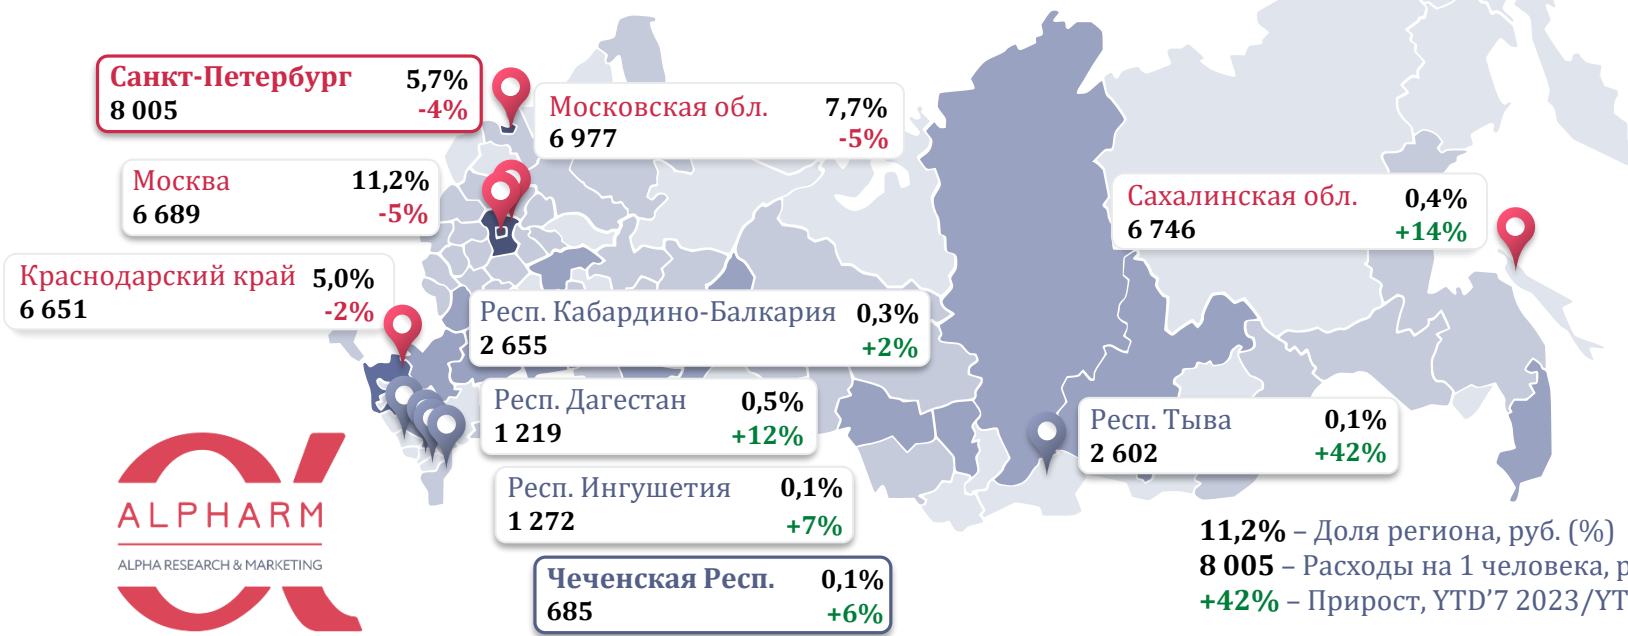 Санкт-Петербург 5,7%
8 005 -4%
Московская обл. 7,7%
6 977 -5%
Москва 11,2%
6 689 -5%
Сахалинская обл. 0,4%
6 746 +14%
Краснодарский край 5,0%
6 651 -2%
Респ. Кабардино-Балкария 0,3%
2 655 +2%
Респ. Дагестан 0,5%
1 219 +12%
Респ. Тыва 0,1%
2 602 +42%
Респ. Ингушетия 0,1%
1 272 +7%
Чеченская Респ. 0,1%
685 +6%
ALPHARM
ALPHA RESEARCH & MARKETING
11,2% – Доля региона, руб. (%)
8 005 – Расходы на 1 человека,
+42% – Прирост, YTD’7 2023/YT